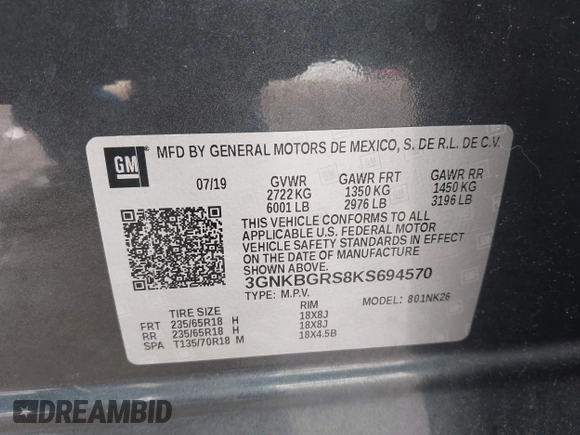 GM
MFD BY GENERAL MOTORS DE MEXICO, S. DE R.L. DE C.V.
07/19 GVWR GAWR FRT GAWR RR
2722 KG 1350 KG 1450 KG
6001 LB 2976 LB 3196 LB
THIS VEHICLE CONFORMS TO ALL
APPLICABLE U.S. FEDERAL MOTOR
VEHICLE SAFETY STANDARDS IN EFFECT
ON THE DATE OF MANUFACTURE
SHOWN ABOVE.
3GNKBGRS8KS694570
TYPE: M.P.V. MODEL: 801NK26
TIRE SIZE RIM
FRT 235/65R18 H 18X8J
RR 235/65R18 H 18X8J
SPA T135/70R18 M 18X4.5B
DREAMBID